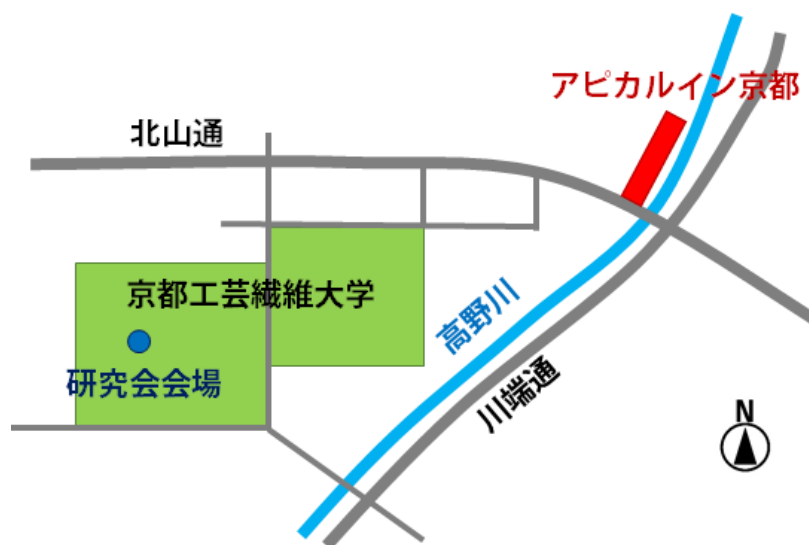 アピカルイン京都
北山通
京都工芸繊維大学
高野川
研究会会場
川端通
N